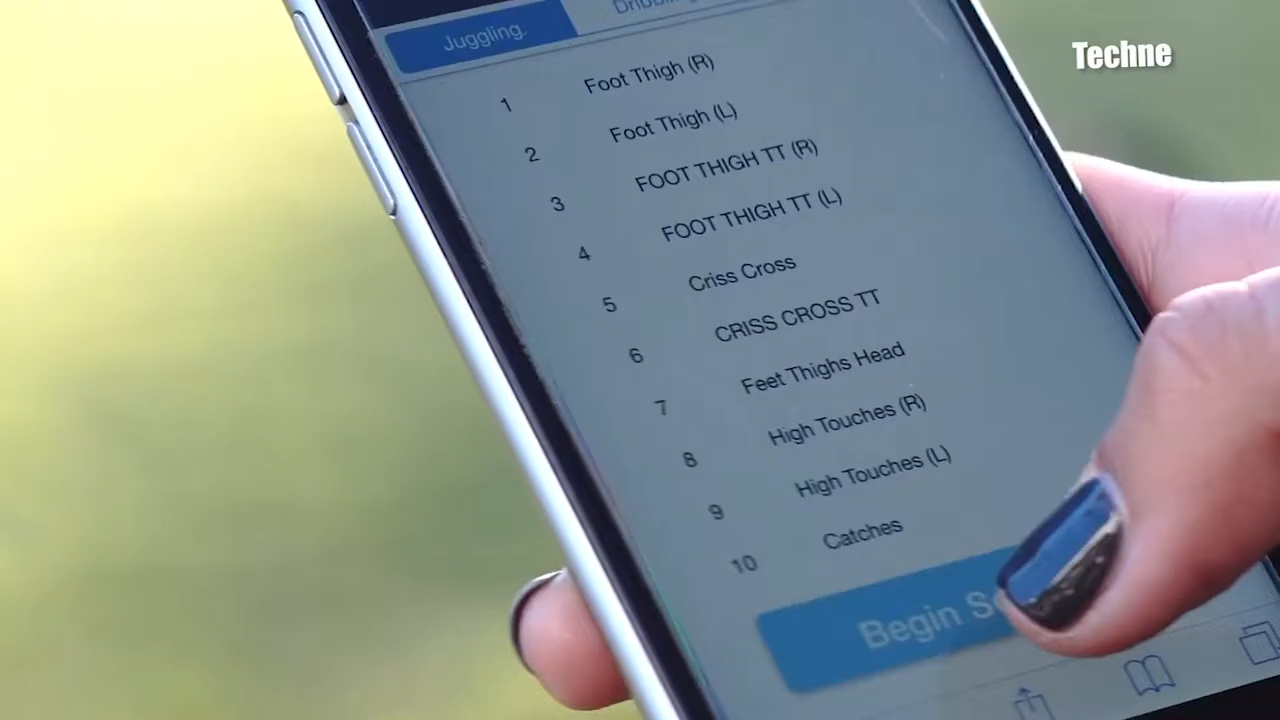 Techne
Juggling.
1 Foot Thigh (R)
2 Foot Thigh (L)
3 FOOT THIGH TT (R)
4 FOOT THIGH TT (L)
5 Criss Cross
6 CRISS CROSS TT
7 Feet Thighs Head
8 High Touches (R)
9 High Touches (L)
10 Catches
Begin